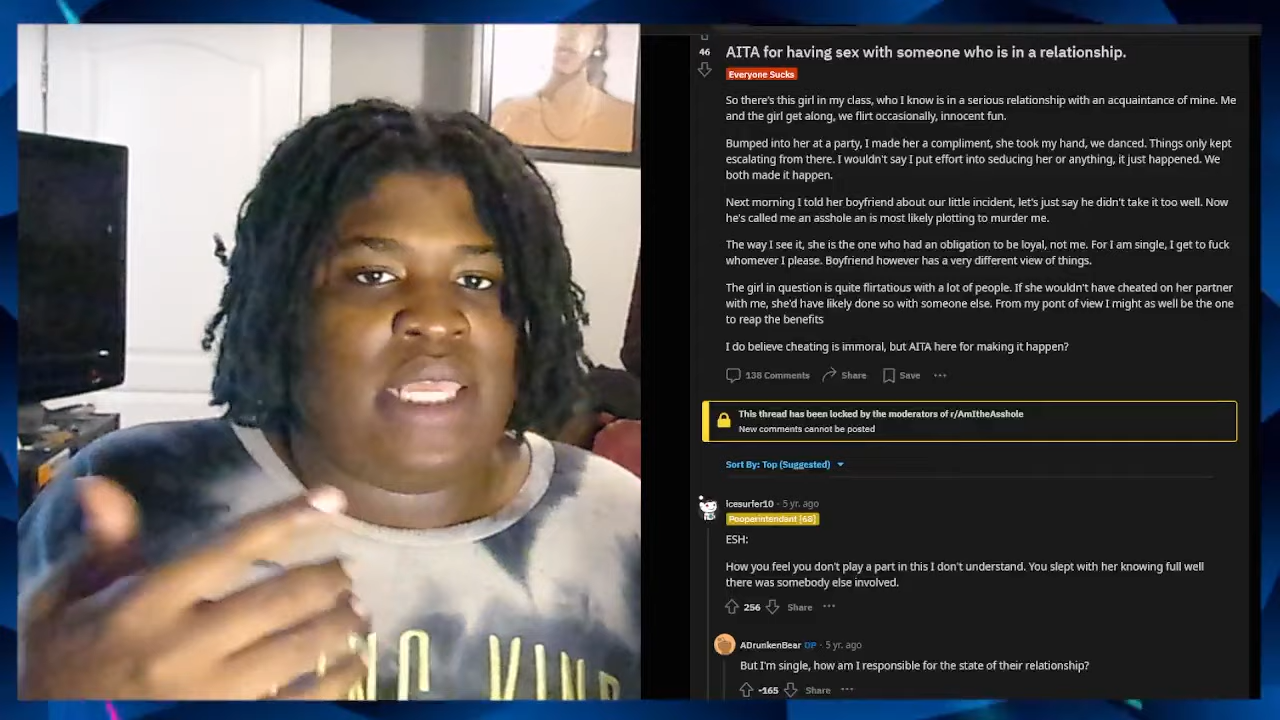 46
AITA for having sex with someone who is in a relationship.
Everyone Sucks
So there's this girl in my class, who I know is in a serious relationship with an acquaintance of mine. Me
and the girl get along, we flirt occasionally, innocent fun.
Bumped into her at a party, I made her a compliment, she took my hand, we danced. Things only kept
escalating from there. I wouldn't say I put effort into seducing her or anything, it just happened. We
both made it happen.
Next morning I told her boyfriend about our little incident, let's just say he didn't take it too well. Now
he's called me an asshole an is most likely plotting to murder me.
The way I see it, she is the one who had an obligation to be loyal, not me. For I am single, I get to fuck
whomever I please. Boyfriend however has a very different view of things.
The girl in question is quite flirtatious with a lot of people. If she wouldn't have cheated on her partner
with me, she'd have likely done so with someone else. From my pont of view I might as well be the one
to reap the benefits
I do believe cheating is immoral, but AITA here for making it happen?
138 Comments Share Save ...
This thread has been locked by the moderators of r/AmItheAsshole
New comments cannot be posted
Sort By: Top (Suggested)
icesurfer10 · 5 yr. ago
Pooperintendant [68]
ESH:
How you feel you don't play a part in this I don't understand. You slept with her knowing full well
there was somebody else involved.
256 Share ...
ADrunkenBear OP · 5 yr. ago
But I'm single, how am I responsible for the state of their relationship?
-165 Share ...